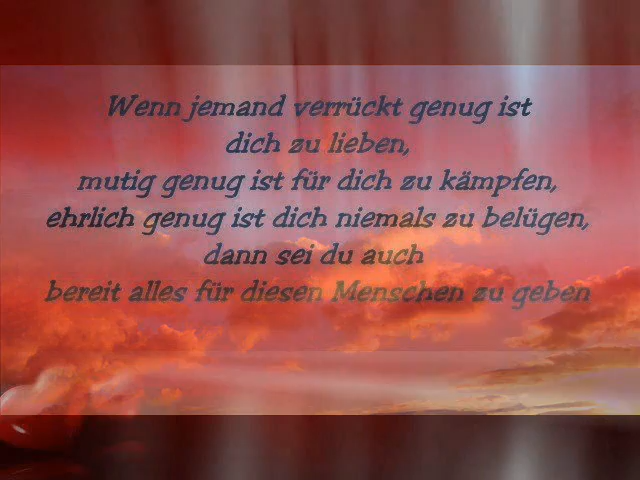 Wenn jemand verrückt genug ist
dich zu lieben,
mutig genug ist für dich zu kämpfen,
ehrlich genug ist dich niemals zu belügen,
dann sei du auch
bereit alles für diesen Menschen zu geben